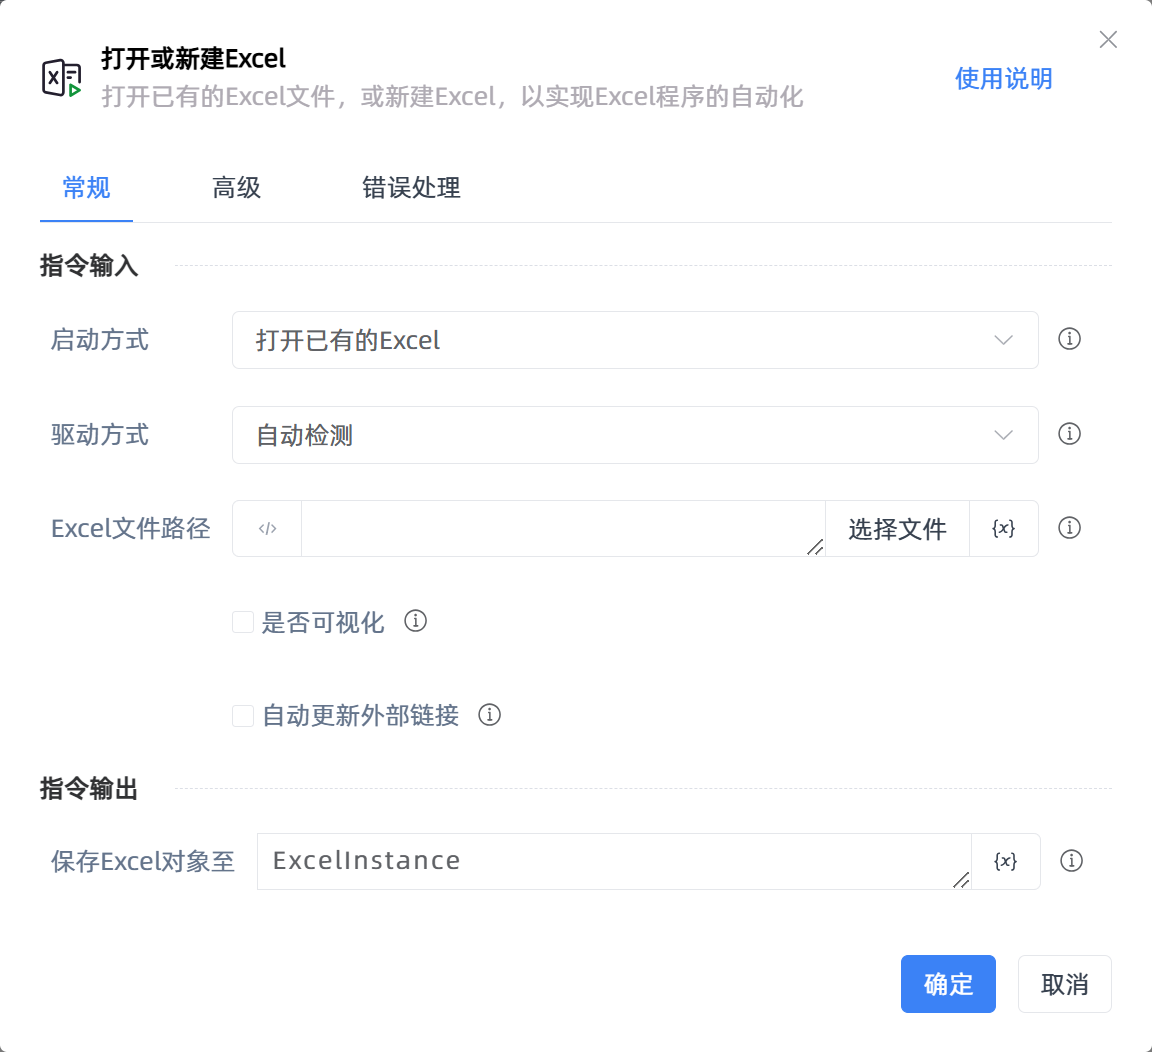 打开或新建Excel
打开已有的Excel文件，或新建Excel，以实现Excel程序的自动化
使用说明
常规 高级 错误处理
指令输入
启动方式 打开已有的Excel
驱动方式 自动检测
Excel文件路径 </> 选择文件 {x}
是否可视化
自动更新外部链接
指令输出
保存Excel对象至 ExcelInstance {x}
确定 取消